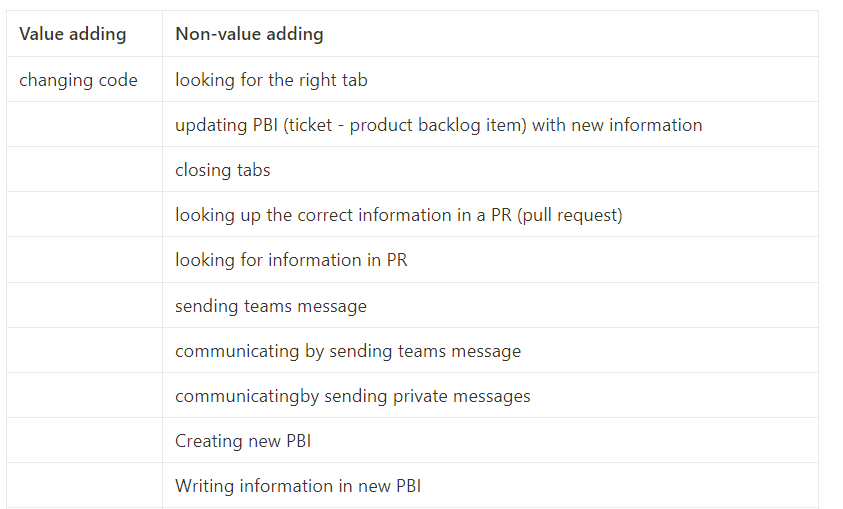 Value adding Non-value adding
changing code looking for the right tab
updating PBI (ticket - product backlog item) with new information
closing tabs
looking up the correct information in a PR (pull request)
looking for information in PR
sending teams message
communicating by sending teams message
communicatingby sending private messages
Creating new PBI
Writing information in new PBI